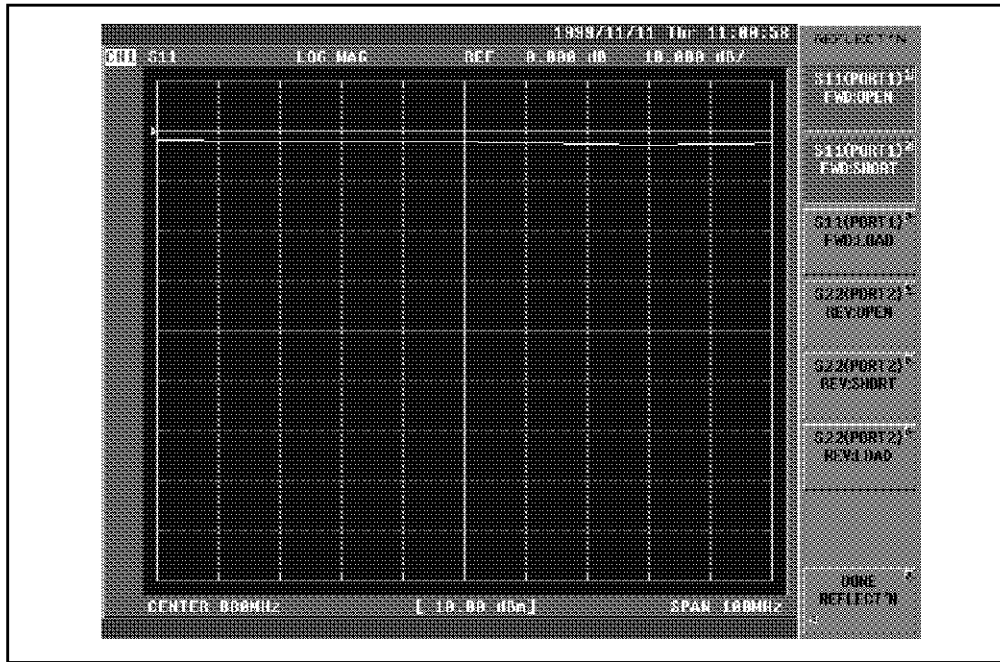 1999/11/11 Thr 11:00:58
CH1 S11 LOG MAG REF 0.000 dB 10.000 dB/
REFLECT'N
S11(PORT1)
FWD:OPEN
S11(PORT1)
FWD:SHORT
S11(PORT1)
FWD:LOAD
S22(PORT2)
REV:OPEN
S22(PORT2)
REV:SHORT
S22(PORT2)
REV:LOAD
DONE
REFLECT'N
CENTER 880MHz [ 10.00 dBm] SPAN 100MHz